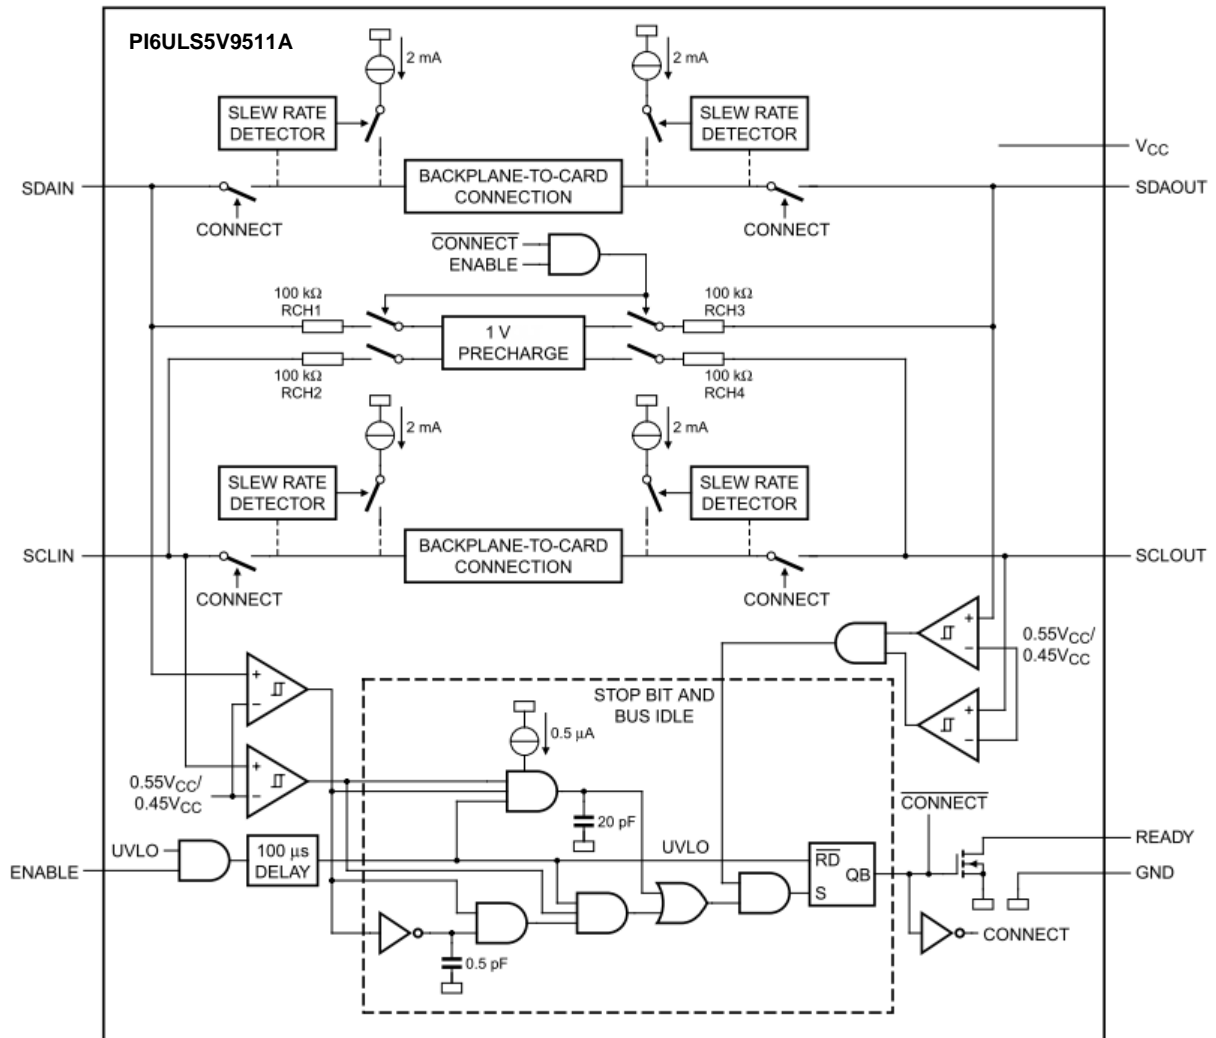 PI6ULS5V9511A
2 mA
2 mA
SLEW RATE
DETECTOR
SLEW RATE
DETECTOR
VCC
SDAIN
BACKPLANE-TO-CARD
CONNECTION
SDAOUT
CONNECT
CONNECT
CONNECT
ENABLE
100 kΩ
RCH1
100 kΩ
RCH3
1 V
PRECHARGE
100 kΩ
RCH2
100 kΩ
RCH4
2 mA
2 mA
SLEW RATE
DETECTOR
SLEW RATE
DETECTOR
SCLIN
BACKPLANE-TO-CARD
CONNECTION
SCLOUT
CONNECT
CONNECT
+
−
0.55VCC/
0.45VCC
+
−
STOP BIT AND
BUS IDLE
+
−
0.5 μA
+
−
0.55VCC/
0.45VCC
20 pF
CONNECT
UVLO
100 μs
DELAY
UVLO
RD
QB
S
READY
ENABLE
GND
CONNECT
0.5 pF